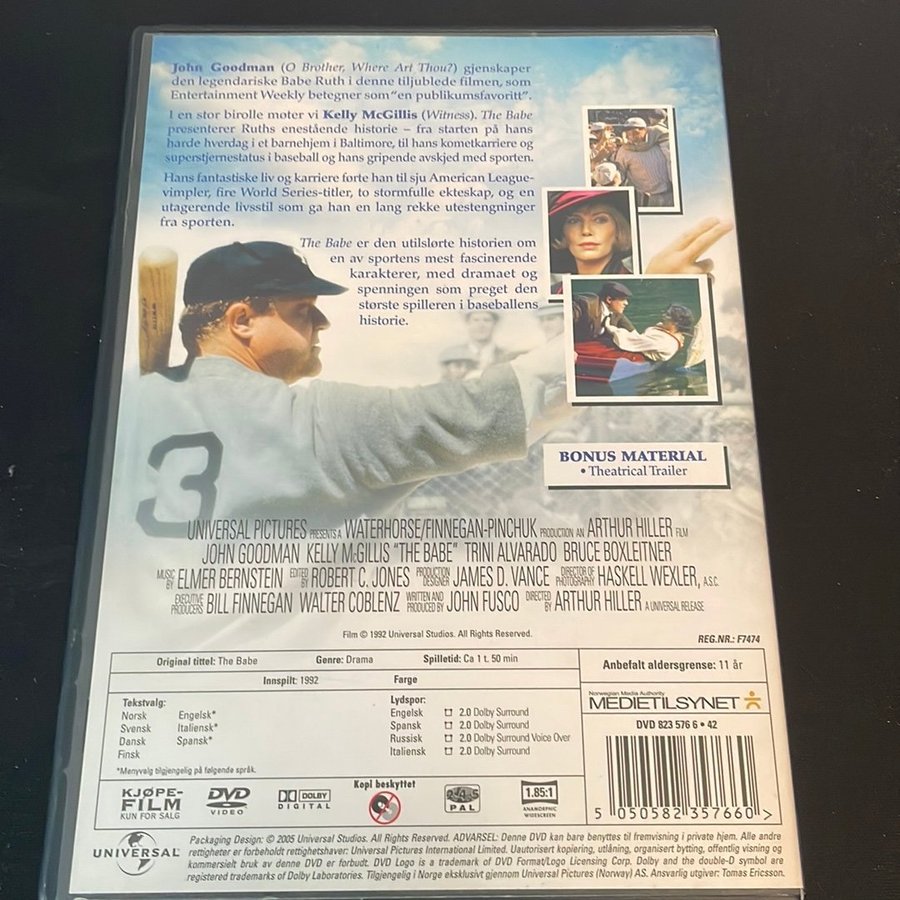 John Goodman (O Brother, Where Art Thou?) gjenskaper
den legendariske Babe Ruth i denne tiljublede filmen, som
Entertainment Weekly betegner som "en publikumsfavoritt".
I en stor birolle møter vi Kelly McGillis (Witness). The Babe
presenterer Ruths enestående historie – fra starten på hans
harde hverdag i et barnehjem i Baltimore, til hans kometkarriere og
superstjernestatus i baseball og hans gripende avskjed med sporten.
Hans fantastiske liv og karriere førte han til sju American League-
vimpler, fire World Series-titler, to stormfulle ekteskap, og en
utagerende livsstil som ga han en lang rekke utestengninger
fra sporten.
The Babe er den utilslørte historien om
en av sportens mest fascinerende
karakterer, med dramaet og
spenningen som preget den
største spilleren i baseballens
historie.
3
BONUS MATERIAL
• Theatrical Trailer
UNIVERSAL PICTURES PRESENTS A WATERHORSE/FINNEGAN-PINCHUK PRODUCTION AN ARTHUR HILLER FILM
JOHN GOODMAN KELLY McGILLIS "THE BABE" TRINI ALVARADO BRUCE BOXLEITNER
MUSIC BY ELMER BERNSTEIN EDITED BY ROBERT C. JONES PRODUCTION DESIGNER JAMES D. VANCE DIRECTOR OF PHOTOGRAPHY HASKELL WEXLER, A.S.C.
EXECUTIVE PRODUCERS BILL FINNEGAN WALTER COBLENZ WRITTEN AND PRODUCED BY JOHN FUSCO DIRECTED BY ARTHUR HILLER A UNIVERSAL RELEASE
Film © 1992 Universal Studios. All Rights Reserved.
REG.NR.: F7474
Original tittel: The Babe Genre: Drama Spilletid: Ca 1 t. 50 min
Innspilt: 1992 Farge
Anbefalt aldersgrense: 11 år
Tekstvalg:
Norsk Engelsk*
Svensk Italiensk*
Dansk Spansk*
Finsk
*Menyvalg tilgjengelig på følgende språk.
Lydspor:
Engelsk 2.0 Dolby Surround
Spansk 2.0 Dolby Surround
Russisk 2.0 Dolby Surround Voice Over
Italiensk 2.0 Dolby Surround
Norwegian Media Authority
MEDIETILSYNET
DVD 823 576 6 • 42
5 050582 357660 >
KJØPE-
FILM
KUN FOR SALG
DVD
VIDEO
DOLBY
DIGITAL
Kopi beskyttet
2·4·5
PAL
1.85:1
ANAMORPHIC
WIDESCREEN
UNIVERSAL
Packaging Design: © 2005 Universal Studios. All Rights Reserved. ADVARSEL: Denne DVD kan bare benyttes til fremvisning i private hjem. Alle andre
rettigheter er forbeholdt rettighetshaver: Universal Pictures International Limited. Uautorisert kopiering, utlåning, organisert bytting, offentlig visning og
kommersielt bruk av denne DVD er forbudt. DVD Logo is a trademark of DVD Format/Logo Licensing Corp. Dolby and the double-D symbol are
registered trademarks of Dolby Laboratories. Tilgjengelig i Norge eksklusivt gjennom Universal Pictures (Norway) AS. Ansvarlig utgiver: Tomas Ericsson.